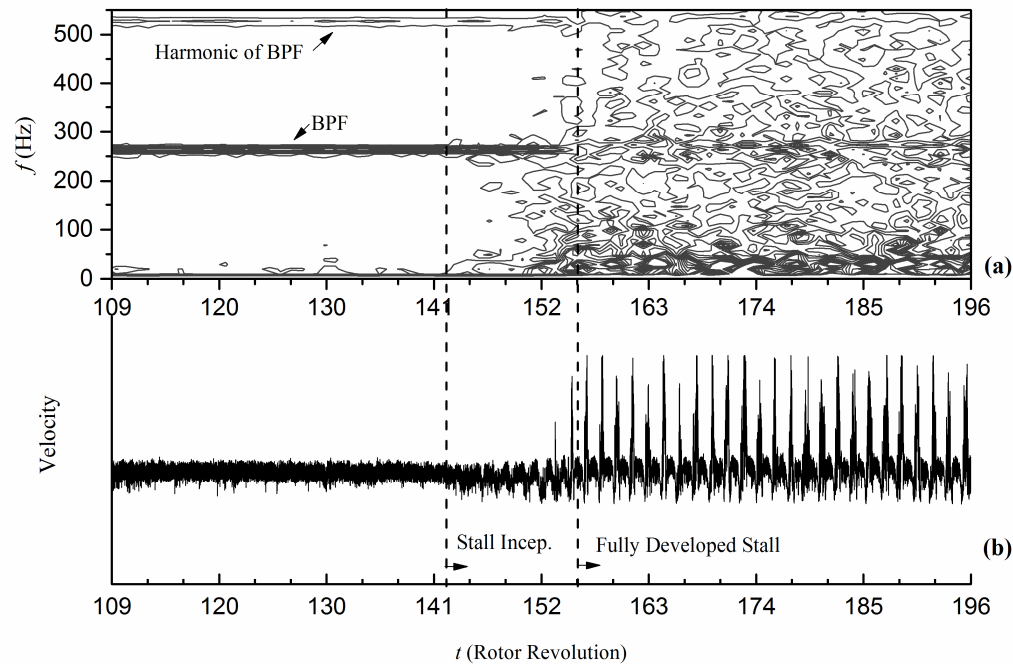 500
Harmonic of BPF
400
300
BPF
f (Hz)
200
100
0
(a)
109 120 130 141 152 163 174 185 196
Velocity
Stall Incep.
Fully Developed Stall
(b)
109 120 130 141 152 163 174 185 196
t (Rotor Revolution)